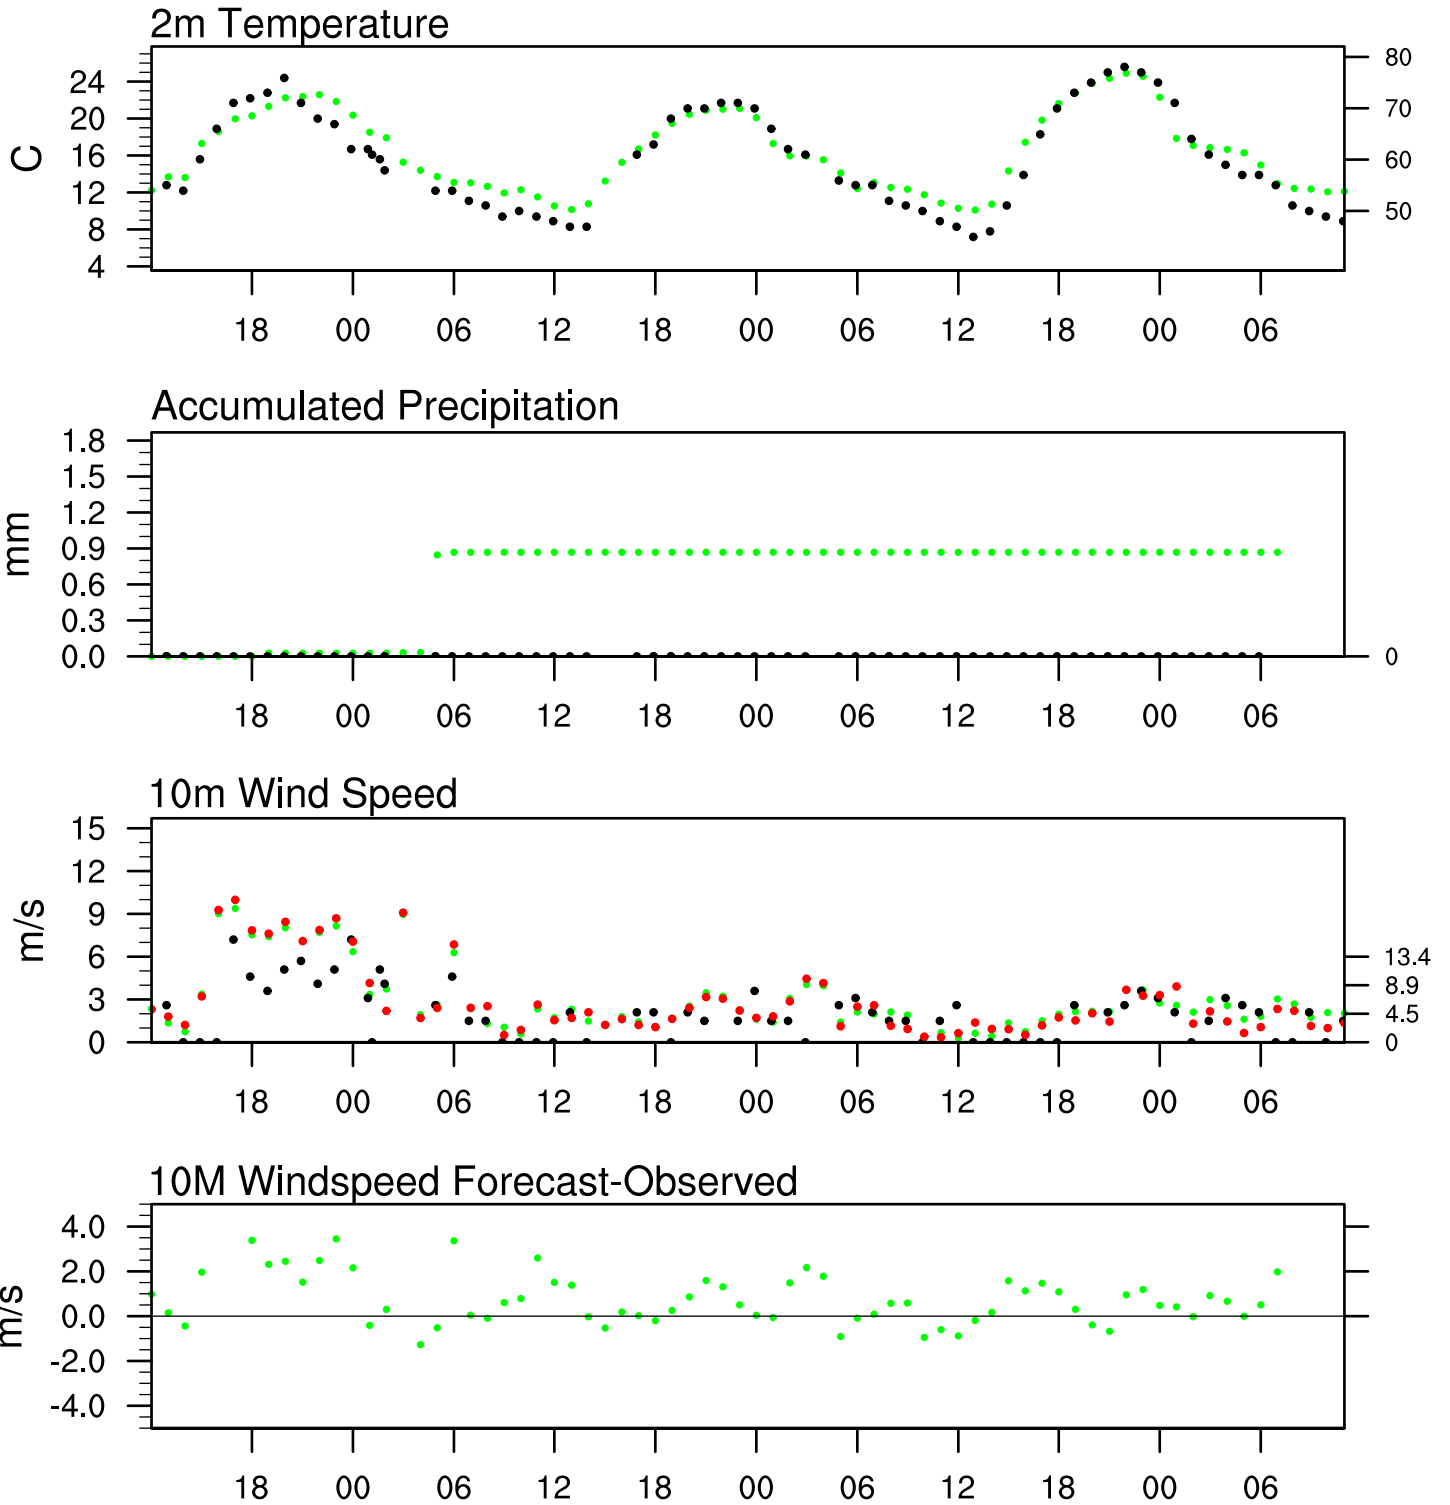 2m Temperature
C
24
20
16
12
8
4
80
70
60
50
18 00 06 12 18 00 06 12 18 00 06
Accumulated Precipitation
mm
1.8
1.5
1.2
0.9
0.6
0.3
0.0
0
18 00 06 12 18 00 06 12 18 00 06
10m Wind Speed
m/s
15
12
9
6
3
0
13.4
8.9
4.5
0
18 00 06 12 18 00 06 12 18 00 06
10M Windspeed Forecast-Observed
m/s
4.0
2.0
0.0
-2.0
-4.0
18 00 06 12 18 00 06 12 18 00 06